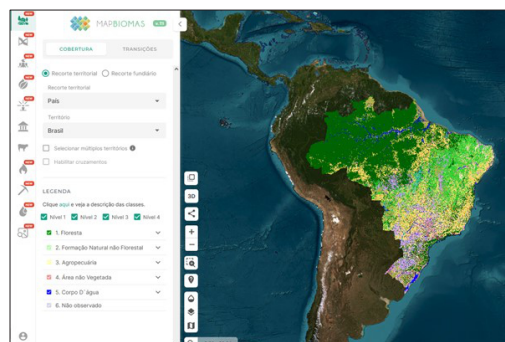 MAPBIOMAS
COBERTURA
TRANSIÇÕES
Recorte territorial
Recorte fundiário
Recorte territorial
País
Território
Brasil
Selecionar múltiplos territórios
Habilitar cruzamentos
LEGENDA
Clique aqui e veja a descrição das classes.
Nível 1 Nível 2 Nível 3 Nível 4
1. Floresta
2. Formação Natural não Florestal
3. Agropecuária
4. Área não Vegetada
5. Corpo D´água
6. Não observado
3D